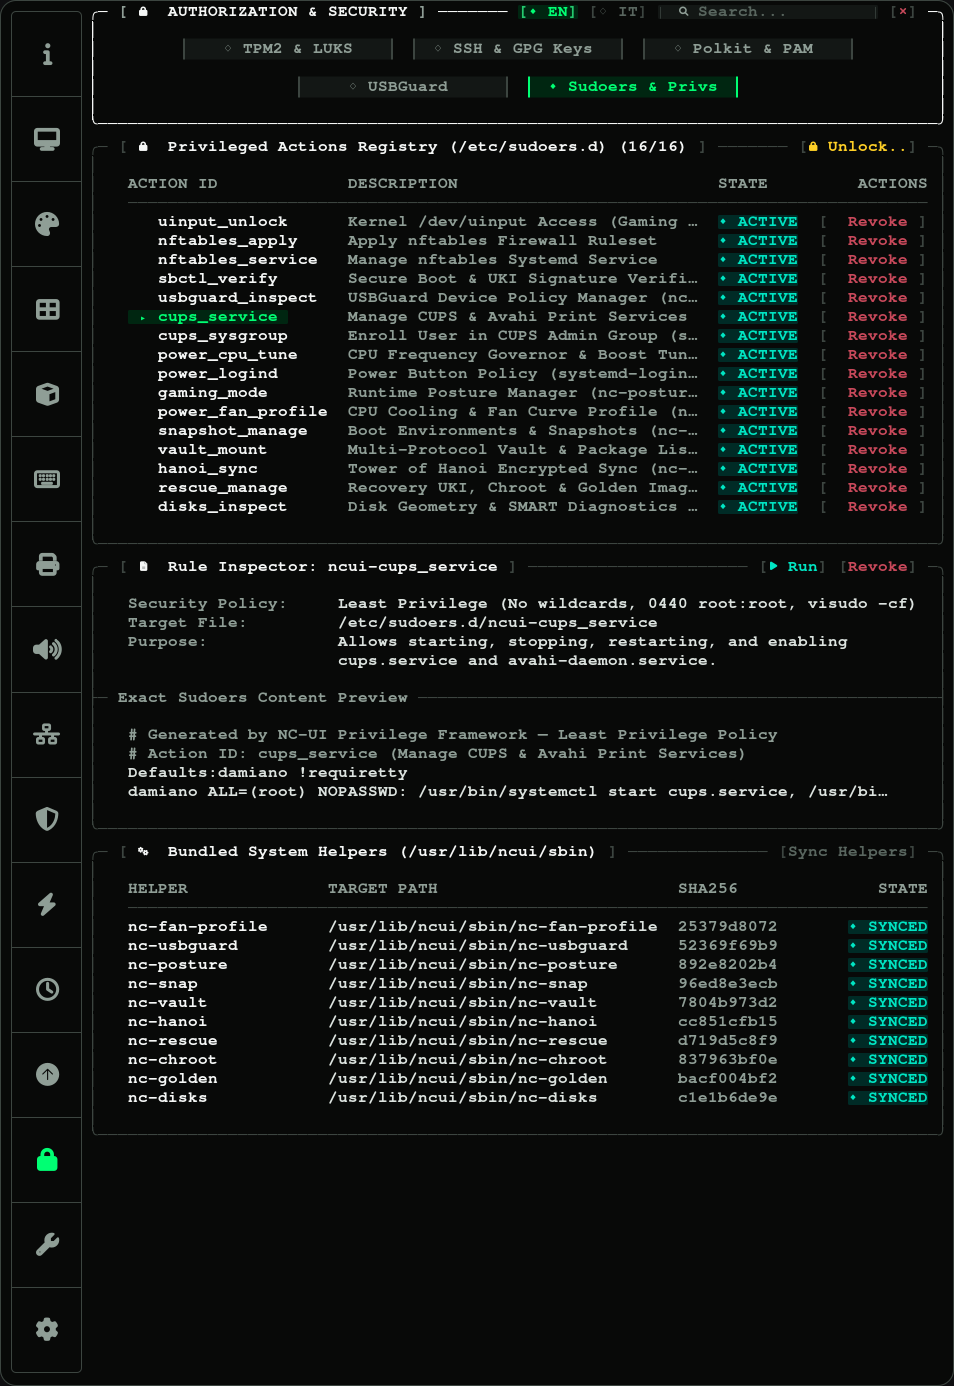 [ AUTHORIZATION & SECURITY ] [♦ EN] [♢ IT] Search... [×]
♢ TPM2 & LUKS ♢ SSH & GPG Keys ♢ Polkit & PAM
♢ USBGuard ♦ Sudoers & Privs
[ Privileged Actions Registry (/etc/sudoers.d) (16/16) ] [ Unlock..]
ACTION ID DESCRIPTION STATE ACTIONS
uinput_unlock Kernel /dev/uinput Access (Gaming … ♦ ACTIVE [ Revoke ]
nftables_apply Apply nftables Firewall Ruleset ♦ ACTIVE [ Revoke ]
nftables_service Manage nftables Systemd Service ♦ ACTIVE [ Revoke ]
sbctl_verify Secure Boot & UKI Signature Verifi… ♦ ACTIVE [ Revoke ]
usbguard_inspect USBGuard Device Policy Manager (nc… ♦ ACTIVE [ Revoke ]
▸ cups_service Manage CUPS & Avahi Print Services ♦ ACTIVE [ Revoke ]
cups_sysgroup Enroll User in CUPS Admin Group (s… ♦ ACTIVE [ Revoke ]
power_cpu_tune CPU Frequency Governor & Boost Tun… ♦ ACTIVE [ Revoke ]
power_logind Power Button Policy (systemd-login… ♦ ACTIVE [ Revoke ]
gaming_mode Runtime Posture Manager (nc-postur… ♦ ACTIVE [ Revoke ]
power_fan_profile CPU Cooling & Fan Curve Profile (n… ♦ ACTIVE [ Revoke ]
snapshot_manage Boot Environments & Snapshots (nc-… ♦ ACTIVE [ Revoke ]
vault_mount Multi-Protocol Vault & Package Lis… ♦ ACTIVE [ Revoke ]
hanoi_sync Tower of Hanoi Encrypted Sync (nc-… ♦ ACTIVE [ Revoke ]
rescue_manage Recovery UKI, Chroot & Golden Imag… ♦ ACTIVE [ Revoke ]
disks_inspect Disk Geometry & SMART Diagnostics … ♦ ACTIVE [ Revoke ]
[ Rule Inspector: ncui-cups_service ] [▶ Run] [Revoke]
Security Policy: Least Privilege (No wildcards, 0440 root:root, visudo -cf)
Target File: /etc/sudoers.d/ncui-cups_service
Purpose: Allows starting, stopping, restarting, and enabling
cups.service and avahi-daemon.service.
Exact Sudoers Content Preview
# Generated by NC-UI Privilege Framework — Least Privilege Policy
# Action ID: cups_service (Manage CUPS & Avahi Print Services)
Defaults:damiano !requiretty
damiano ALL=(root) NOPASSWD: /usr/bin/systemctl start cups.service, /usr/bi…
[ Bundled System Helpers (/usr/lib/ncui/sbin) ] [Sync Helpers]
HELPER TARGET PATH SHA256 STATE
nc-fan-profile /usr/lib/ncui/sbin/nc-fan-profile 25379d8072 ♦ SYNCED
nc-usbguard /usr/lib/ncui/sbin/nc-usbguard 52369f69b9 ♦ SYNCED
nc-posture /usr/lib/ncui/sbin/nc-posture 892e8202b4 ♦ SYNCED
nc-snap /usr/lib/ncui/sbin/nc-snap 96ed8e3ecb ♦ SYNCED
nc-vault /usr/lib/ncui/sbin/nc-vault 7804b973d2 ♦ SYNCED
nc-hanoi /usr/lib/ncui/sbin/nc-hanoi cc851cfb15 ♦ SYNCED
nc-rescue /usr/lib/ncui/sbin/nc-rescue d719d5c8f9 ♦ SYNCED
nc-chroot /usr/lib/ncui/sbin/nc-chroot 837963bf0e ♦ SYNCED
nc-golden /usr/lib/ncui/sbin/nc-golden bacf004bf2 ♦ SYNCED
nc-disks /usr/lib/ncui/sbin/nc-disks c1e1b6de9e ♦ SYNCED